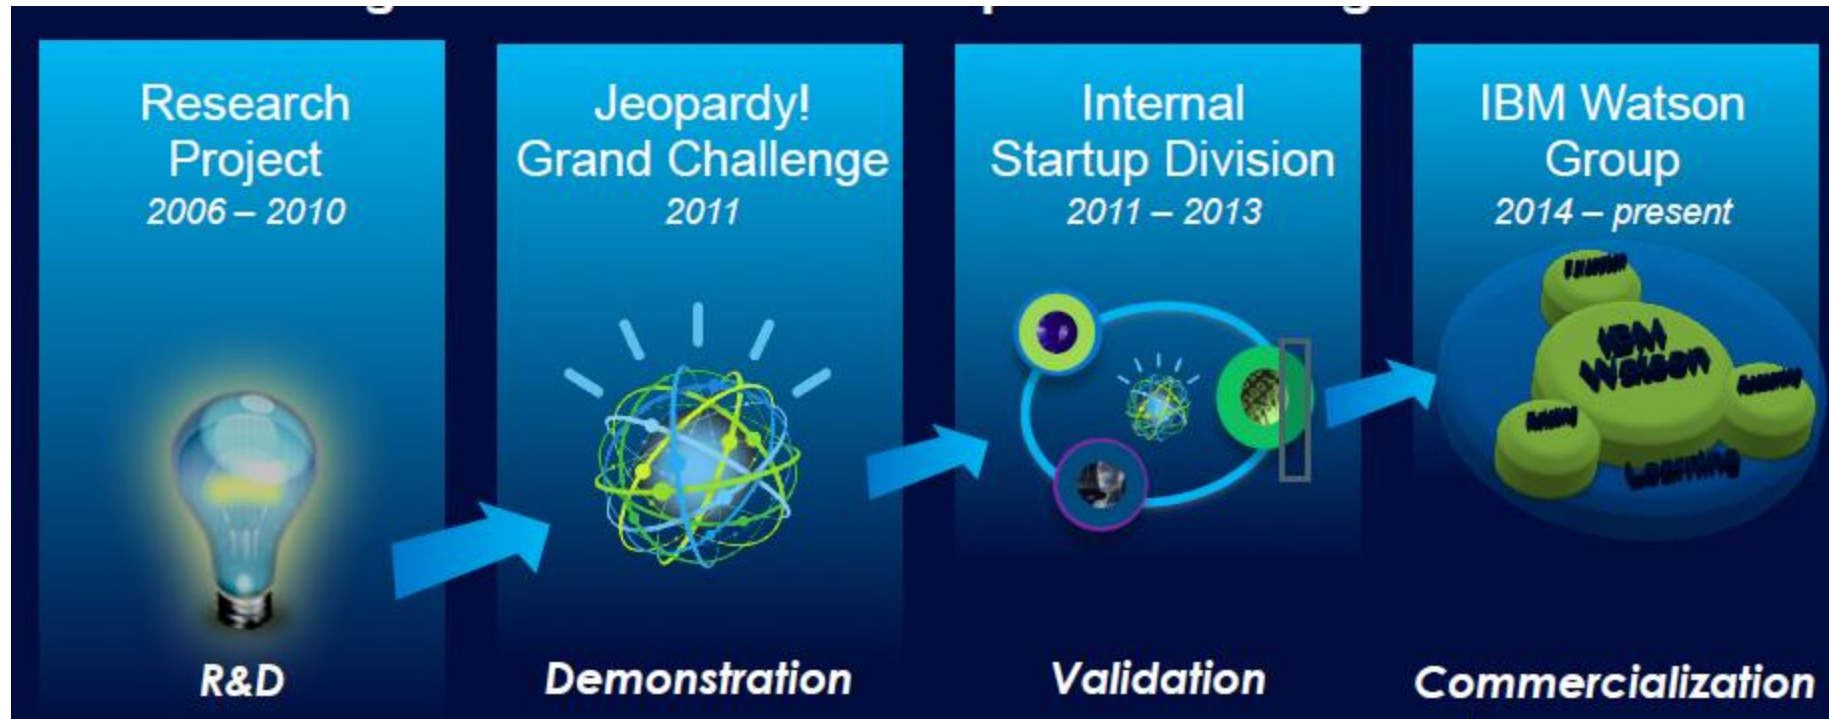 Research
Project
2006 – 2010
R&D
Jeopardy!
Grand Challenge
2011
Demonstration
Internal
Startup Division
2011 – 2013
Validation
IBM Watson
Group
2014 – present
IBM
Watson
Learning
Commercialization